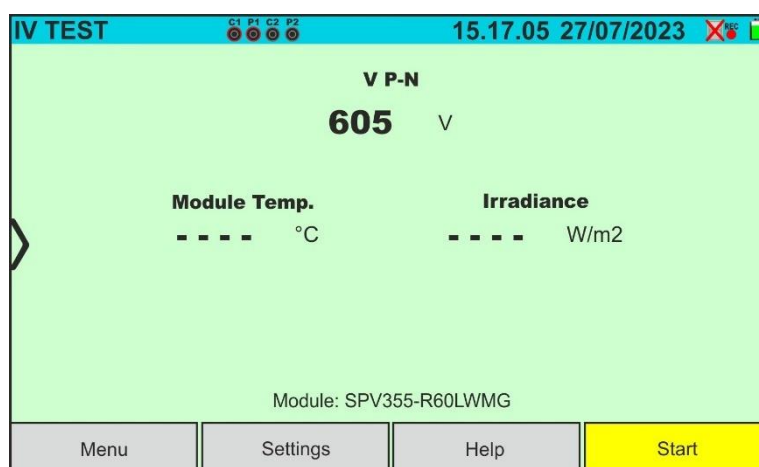 IV TEST C1 P1 C2 P2 15.17.05 27/07/2023 REC
V P-N
605 V
Module Temp. Irradiance
- - - - °C - - - - W/m2
Module: SPV355-R60LWMG
Menu Settings Help Start